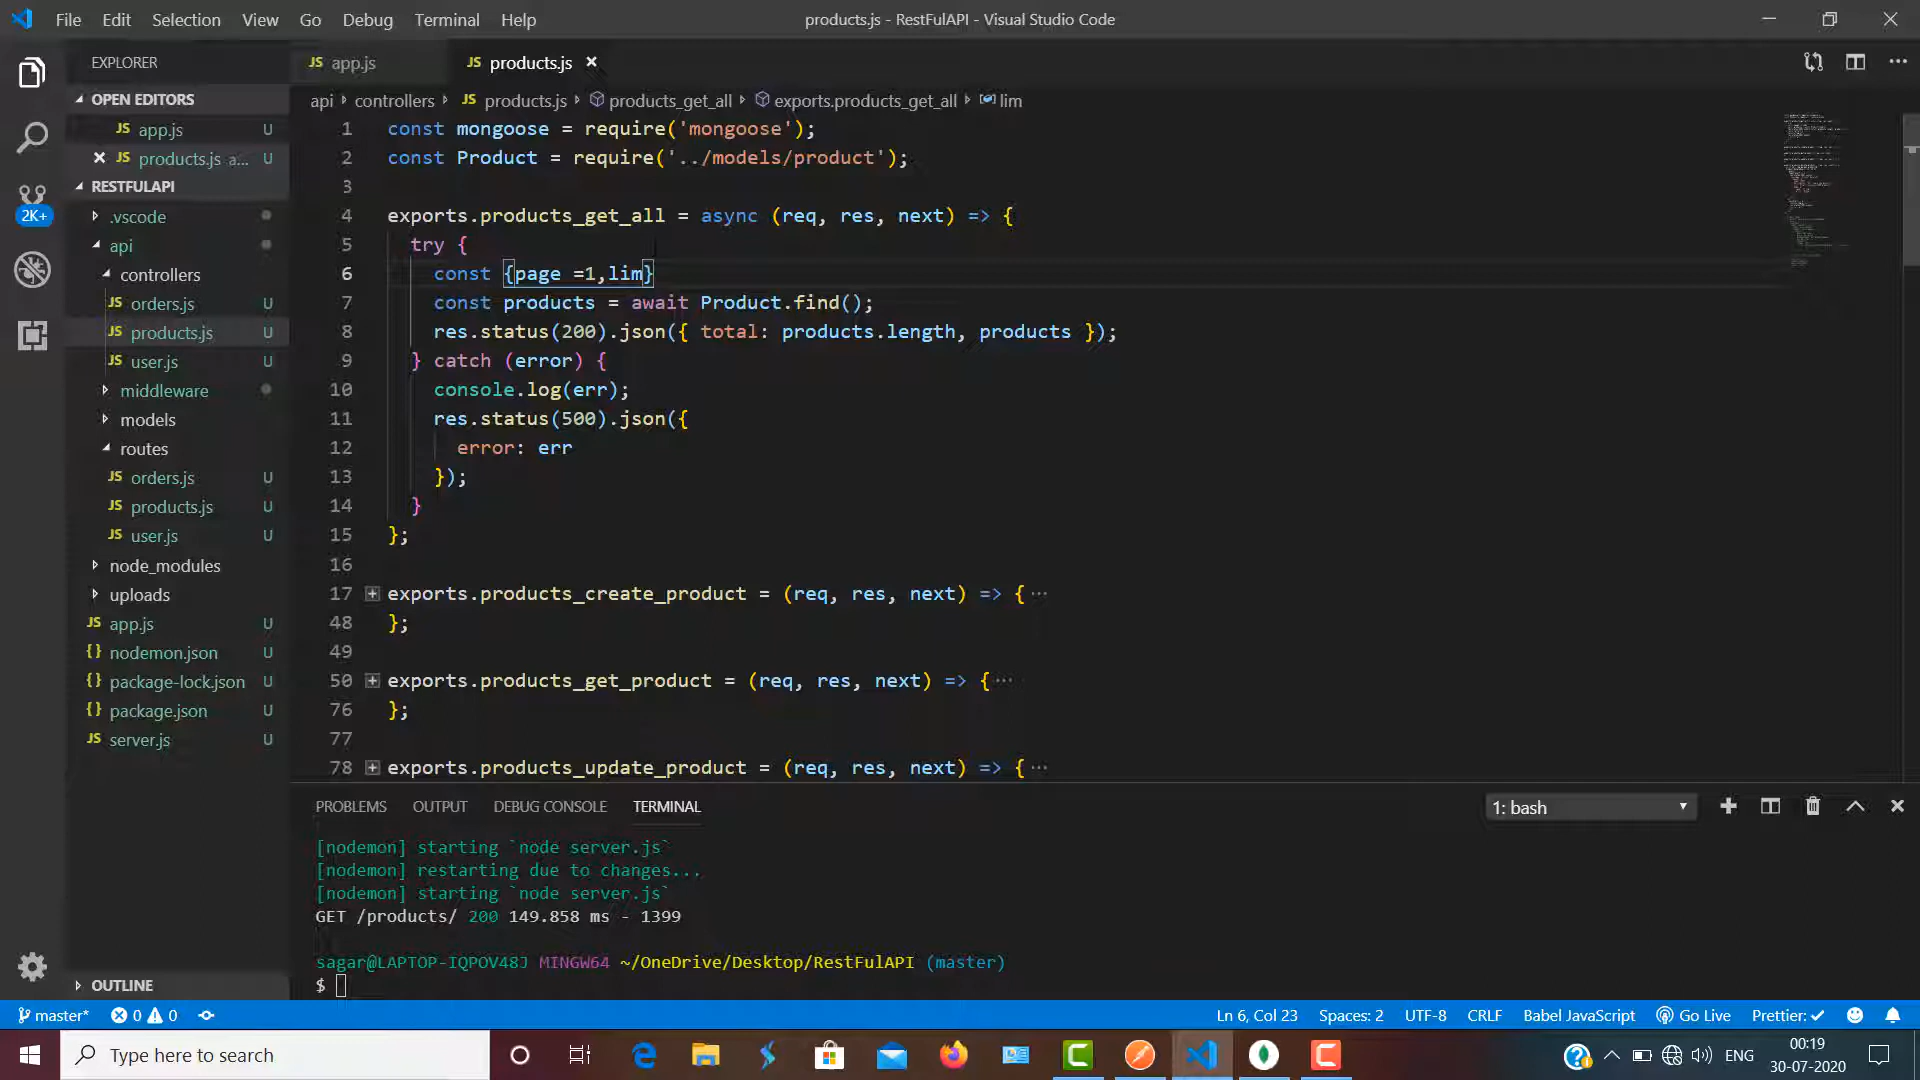 File Edit Selection View Go Debug Terminal Help
products.js - RestFulAPI - Visual Studio Code
EXPLORER
OPEN EDITORS
JS app.js U
JS products.js a... U
RESTFULAPI
.vscode
api
controllers
JS orders.js U
JS products.js U
JS user.js U
middleware
models
routes
JS orders.js U
JS products.js U
JS user.js U
node_modules
uploads
JS app.js U
{} nodemon.json U
{} package-lock.json U
{} package.json U
JS server.js U
OUTLINE
2K+
JS app.js
JS products.js
api controllers JS products.js products_get_all exports.products_get_all lim
1 const mongoose = require('mongoose');
2 const Product = require('../models/product');
3
4 exports.products_get_all = async (req, res, next) => {
5 try {
6 const {page =1,lim}
7 const products = await Product.find();
8 res.status(200).json({ total: products.length, products });
9 } catch (error) {
10 console.log(err);
11 res.status(500).json({
12 error: err
13 });
14 }
15 };
16
17 exports.products_create_product = (req, res, next) => {...
48 };
49
50 exports.products_get_product = (req, res, next) => {...
76 };
77
78 exports.products_update_product = (req, res, next) => {...
PROBLEMS OUTPUT DEBUG CONSOLE TERMINAL
1: bash
[nodemon] starting `node server.js`
[nodemon] restarting due to changes...
[nodemon] starting `node server.js`
GET /products/ 200 149.858 ms - 1399
sagar@LAPTOP-IQPOV48J MINGW64 ~/OneDrive/Desktop/RestFulAPI (master)
$
master* 0 0
Ln 6, Col 23 Spaces: 2 UTF-8 CRLF Babel JavaScript Go Live Prettier: ✓
Type here to search
ENG
00:19
30-07-2020